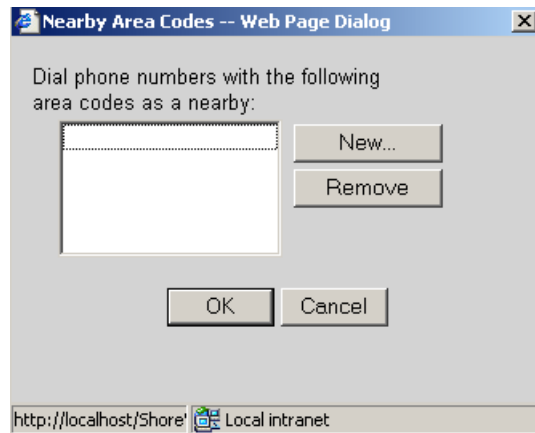 Nearby Area Codes -- Web Page Dialog
Dial phone numbers with the following
area codes as a nearby:
New...
Remove
OK Cancel
http://localhost/Shore' Local intranet